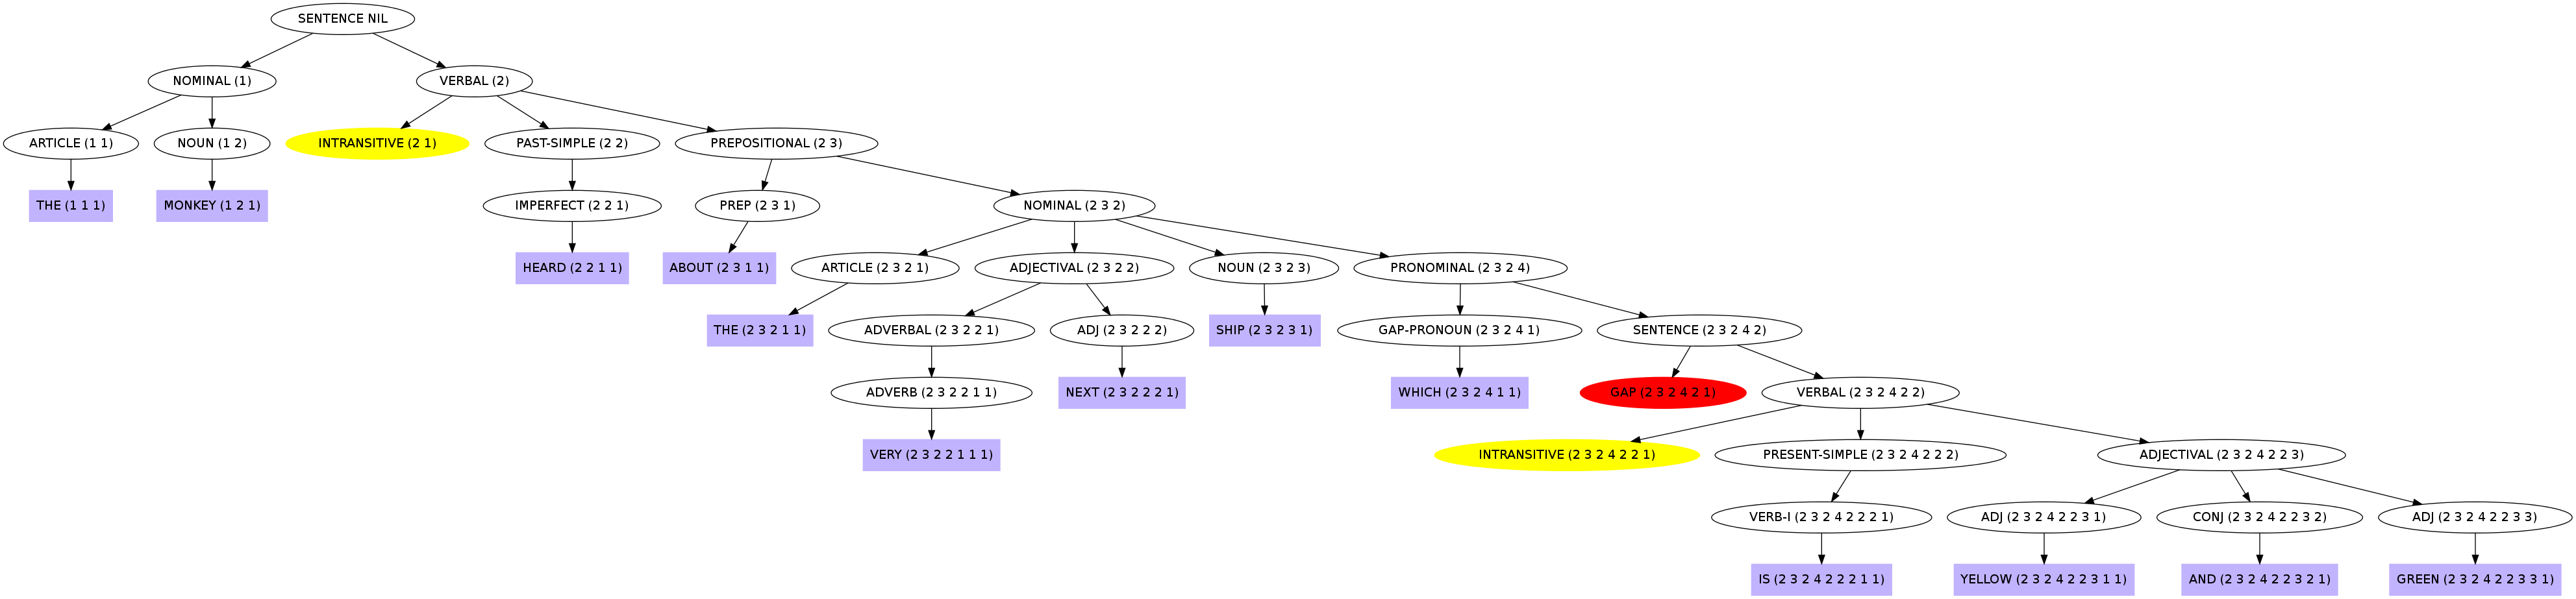 SENTENCE NIL
NOMINAL (1)
VERBAL (2)
ARTICLE (1 1)
NOUN (1 2)
INTRANSITIVE (2 1)
PAST-SIMPLE (2 2)
PREPOSITIONAL (2 3)
THE (1 1 1)
MONKEY (1 2 1)
IMPERFECT (2 2 1)
PREP (2 3 1)
NOMINAL (2 3 2)
HEARD (2 2 1 1)
ABOUT (2 3 1 1)
ARTICLE (2 3 2 1)
ADJECTIVAL (2 3 2 2)
NOUN (2 3 2 3)
PRONOMINAL (2 3 2 4)
THE (2 3 2 1 1)
ADVERBAL (2 3 2 2 1)
ADJ (2 3 2 2 2)
SHIP (2 3 2 3 1)
GAP-PRONOUN (2 3 2 4 1)
SENTENCE (2 3 2 4 2)
ADVERB (2 3 2 2 1 1)
NEXT (2 3 2 2 2 1)
WHICH (2 3 2 4 1 1)
GAP (2 3 2 4 2 1)
VERBAL (2 3 2 4 2 2)
VERY (2 3 2 2 1 1 1)
INTRANSITIVE (2 3 2 4 2 2 1)
PRESENT-SIMPLE (2 3 2 4 2 2 2)
ADJECTIVAL (2 3 2 4 2 2 3)
VERB-I (2 3 2 4 2 2 2 1)
ADJ (2 3 2 4 2 2 3 1)
CONJ (2 3 2 4 2 2 3 2)
ADJ (2 3 2 4 2 2 3 3)
IS (2 3 2 4 2 2 2 1 1)
YELLOW (2 3 2 4 2 2 3 1 1)
AND (2 3 2 4 2 2 3 2 1)
GREEN (2 3 2 4 2 2 3 3 1)